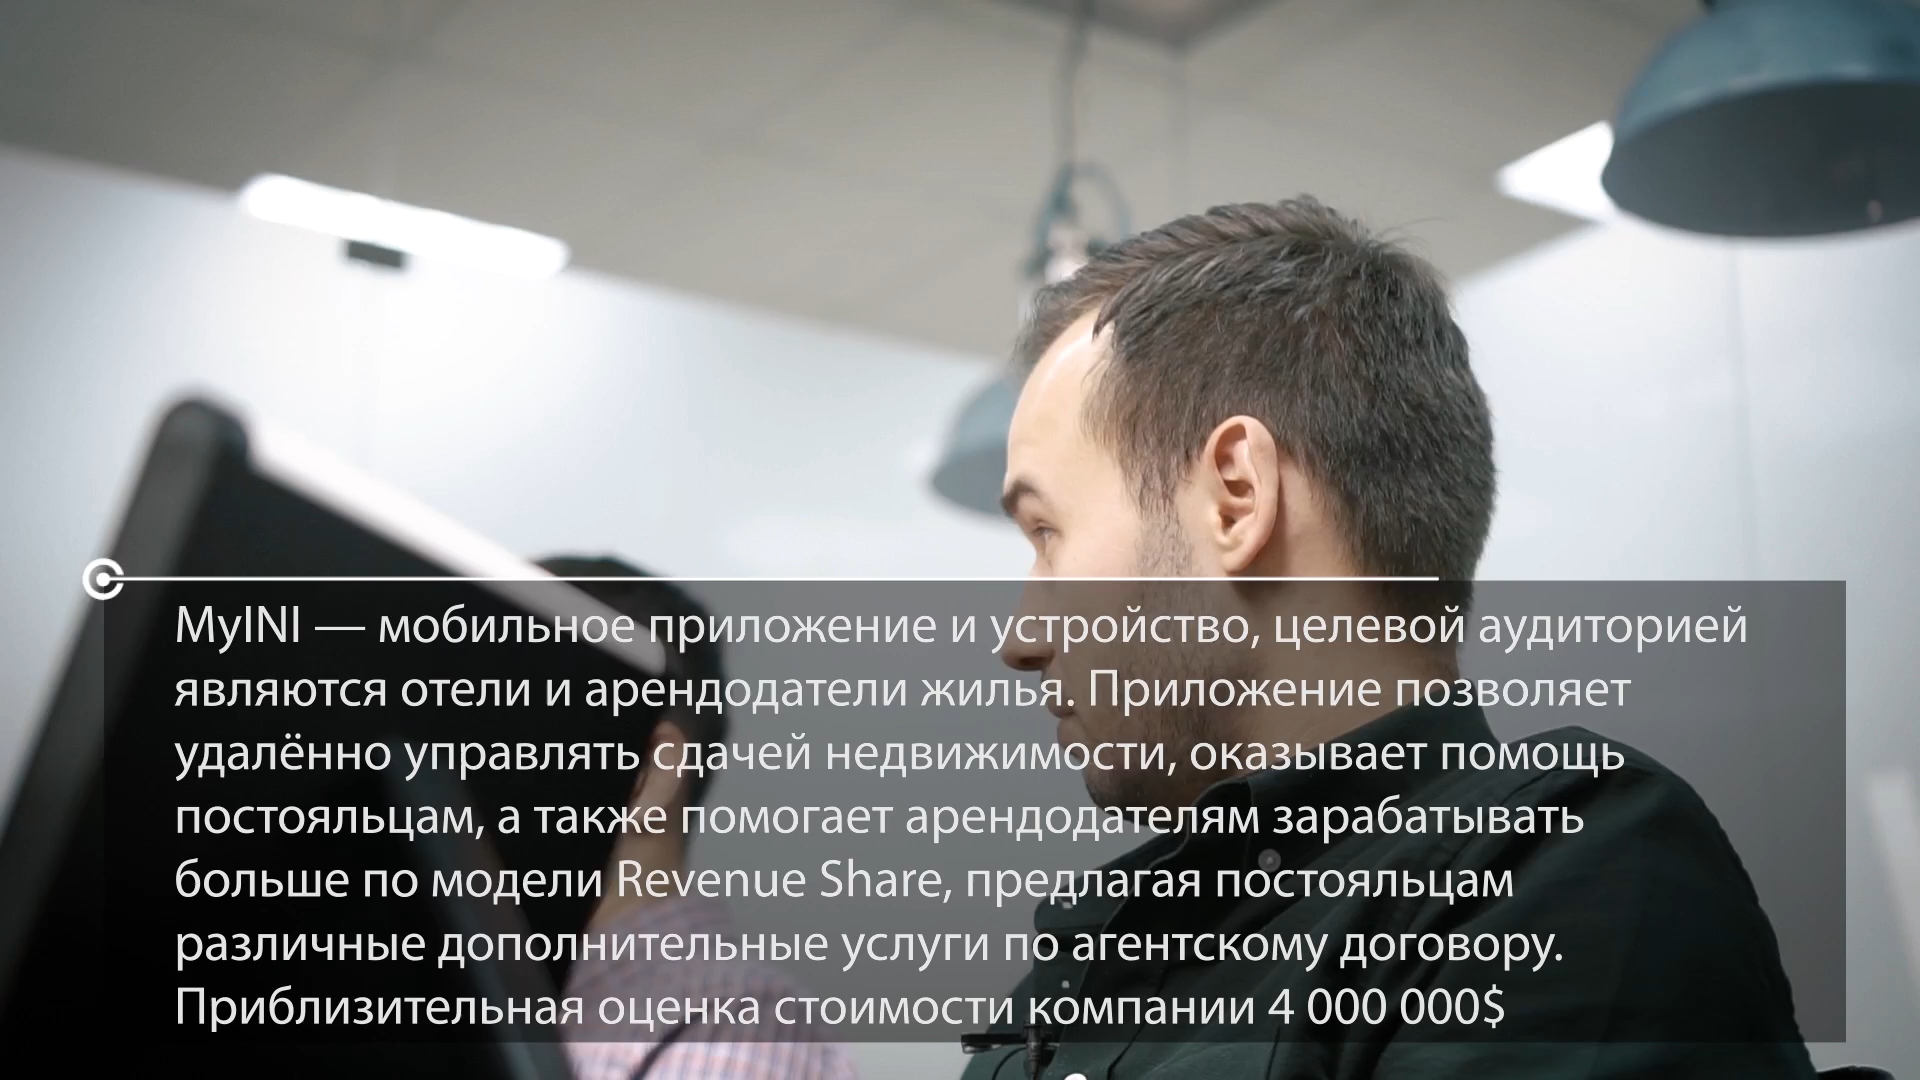 MyINI — мобильное приложение и устройство, целевой аудиторией
являются отели и арендодатели жилья. Приложение позволяет
удалённо управлять сдачей недвижимости, оказывает помощь
постояльцам, а также помогает арендодателям зарабатывать
больше по модели Revenue Share, предлагая постояльцам
различные дополнительные услуги по агентскому договору.
Приблизительная оценка стоимости компании 4 000 000$